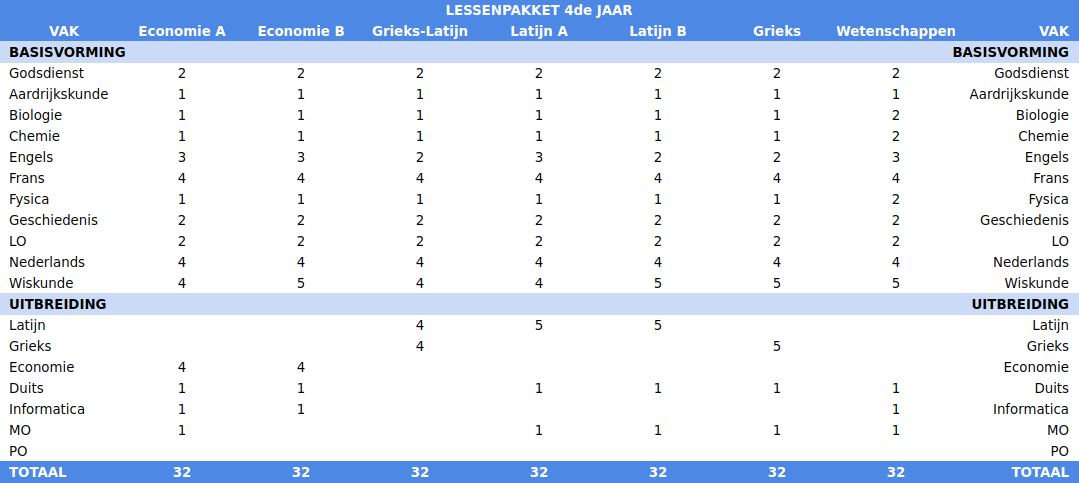 LESSENPAKKET 4de JAAR
VAK Economie A Economie B Grieks-Latijn Latijn A Latijn B Grieks Wetenschappen VAK
BASISVORMING BASISVORMING
Godsdienst 2 2 2 2 2 2 2 Godsdienst
Aardrijkskunde 1 1 1 1 1 1 1 Aardrijkskunde
Biologie 1 1 1 1 1 1 2 Biologie
Chemie 1 1 1 1 1 1 2 Chemie
Engels 3 3 2 3 2 2 3 Engels
Frans 4 4 4 4 4 4 4 Frans
Fysica 1 1 1 1 1 1 2 Fysica
Geschiedenis 2 2 2 2 2 2 2 Geschiedenis
LO 2 2 2 2 2 2 2 LO
Nederlands 4 4 4 4 4 4 4 Nederlands
Wiskunde 4 5 4 4 5 5 5 Wiskunde
UITBREIDING UITBREIDING
Latijn 4 5 5 Latijn
Grieks 4 5 Grieks
Economie 4 4 Economie
Duits 1 1 1 1 1 1 Duits
Informatica 1 1 1 Informatica
MO 1 1 1 1 1 MO
PO PO
TOTAAL 32 32 32 32 32 32 32 TOTAAL